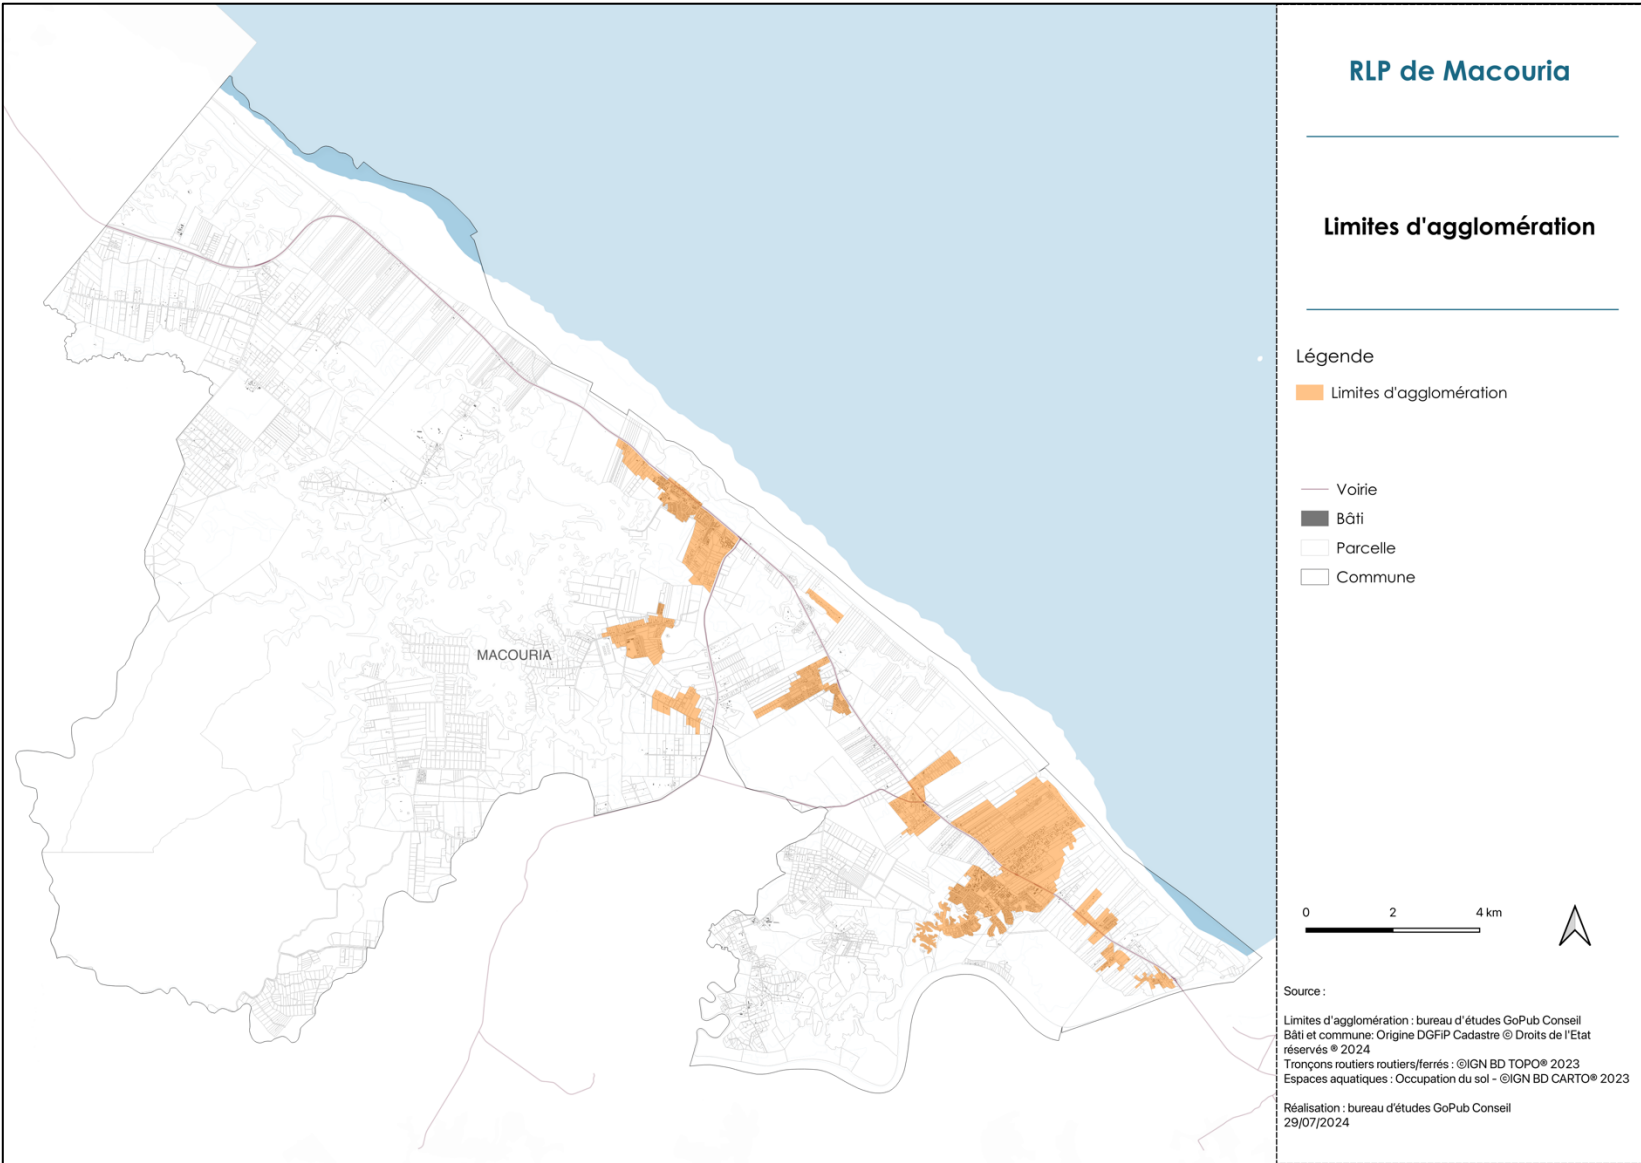 RLP de Macouria
Limites d'agglomération
Légende
Limites d'agglomération
Voirie
Bâti
Parcelle
Commune
MACOURIA
0 2 4 km
Source :
Limites d'agglomération : bureau d'études GoPub Conseil
Bâti et commune: Origine DGFiP Cadastre © Droits de l'Etat
réservés ® 2024
Tronçons routiers routiers/ferrés : ©IGN BD TOPO® 2023
Espaces aquatiques : Occupation du sol - ©IGN BD CARTO® 2023
Réalisation : bureau d'études GoPub Conseil
29/07/2024